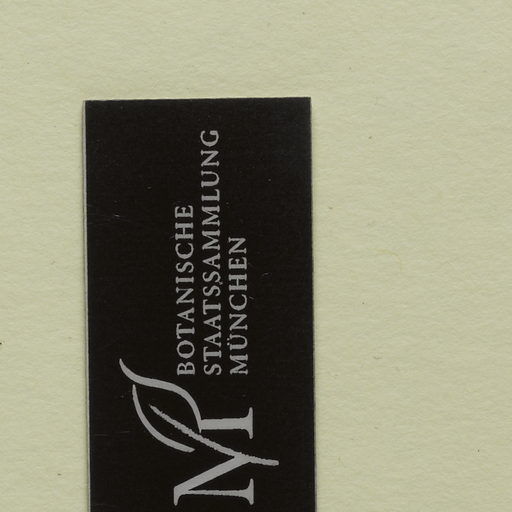 M
BOTANISCHE
STAATSSAMMLUNG
MÜNCHEN